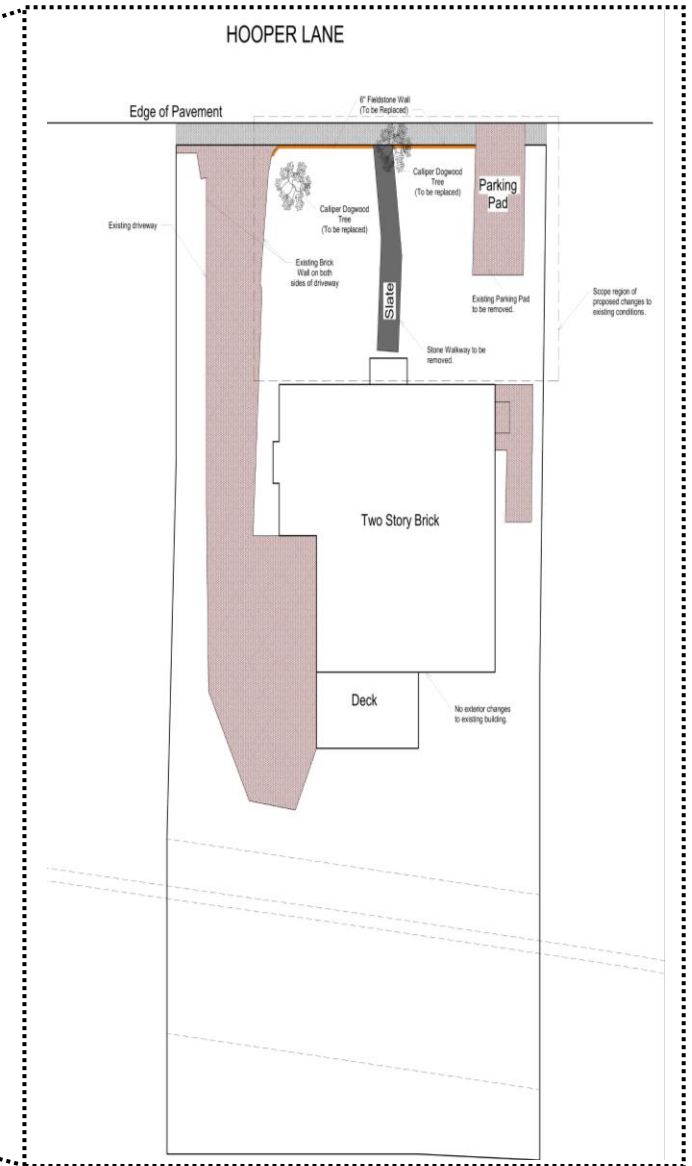 HOOPER LANE
6" Fieldstone Wall
(To be Replaced)
Edge of Pavement
Calliper Dogwood
Tree
(To be replaced)
Parking
Pad
Calliper Dogwood
Tree
(To be replaced)
Existing driveway
Existing Brick
Wall on both
sides of driveway
Slate
Existing Parking Pad
to be removed.
Scope region of
proposed changes to
existing conditions.
Stone Walkway to be
removed.
Two Story Brick
Deck
No exterior changes
to existing building.